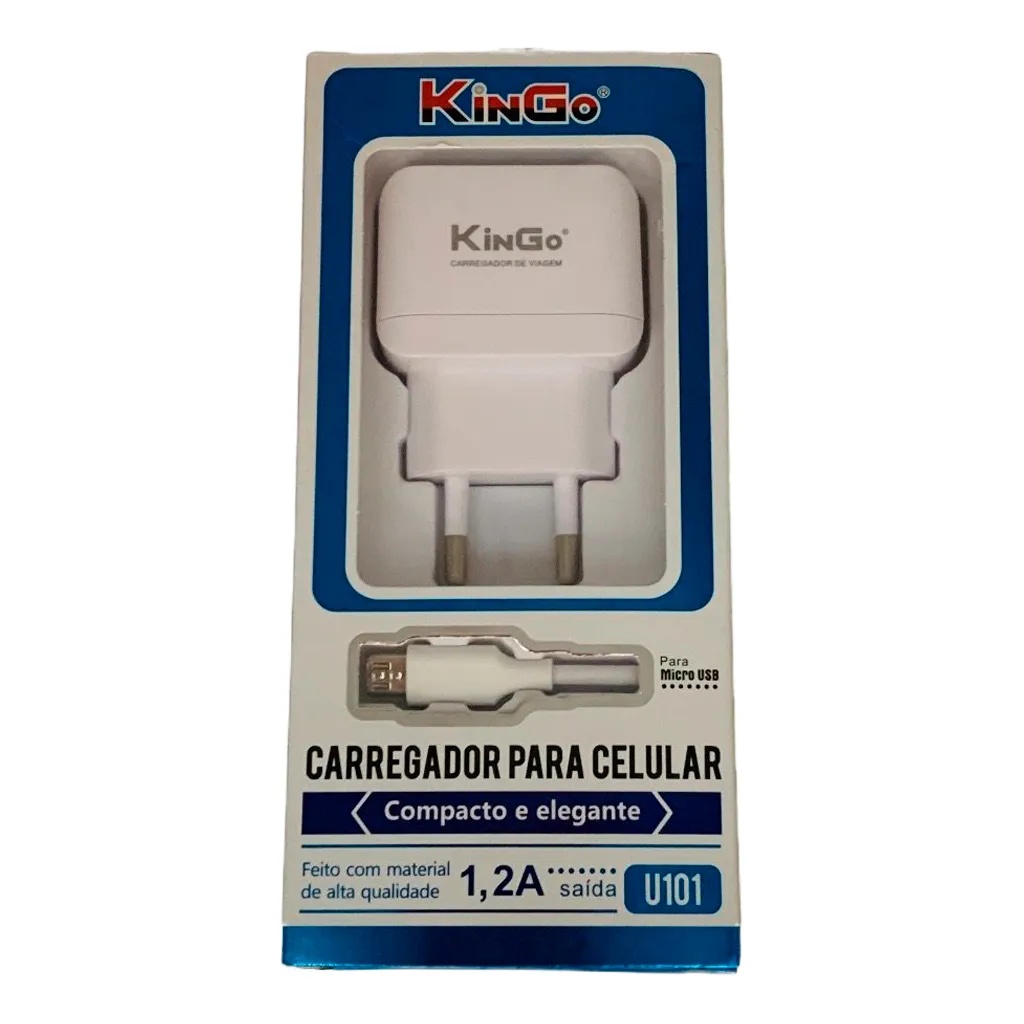 KinGo®
KinGo®
CARREGADOR DE VIAGEM
Para
Micro USB
CARREGADOR PARA CELULAR
Compacto e elegante
Feito com material
de alta qualidade
1,2A
saída
U101